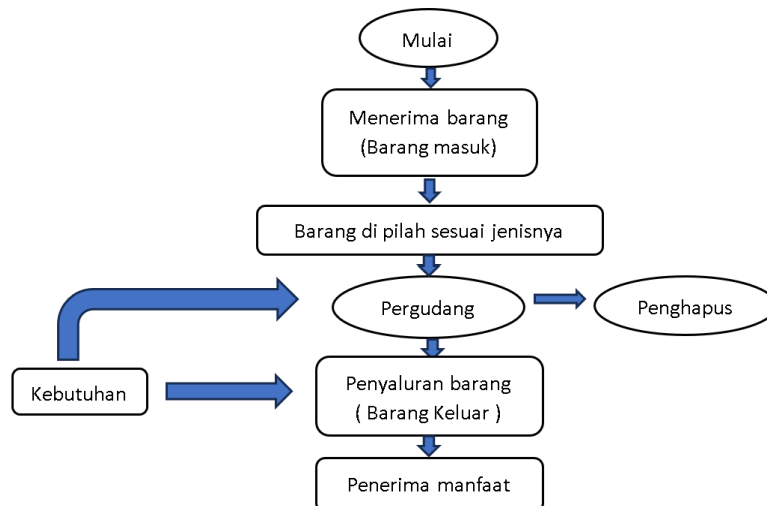 Mulai
Menerima barang
(Barang masuk)
Barang di pilah sesuai jenisnya
Pergudang
Penghapus
Kebutuhan
Penyaluran barang
( Barang Keluar )
Penerima manfaat